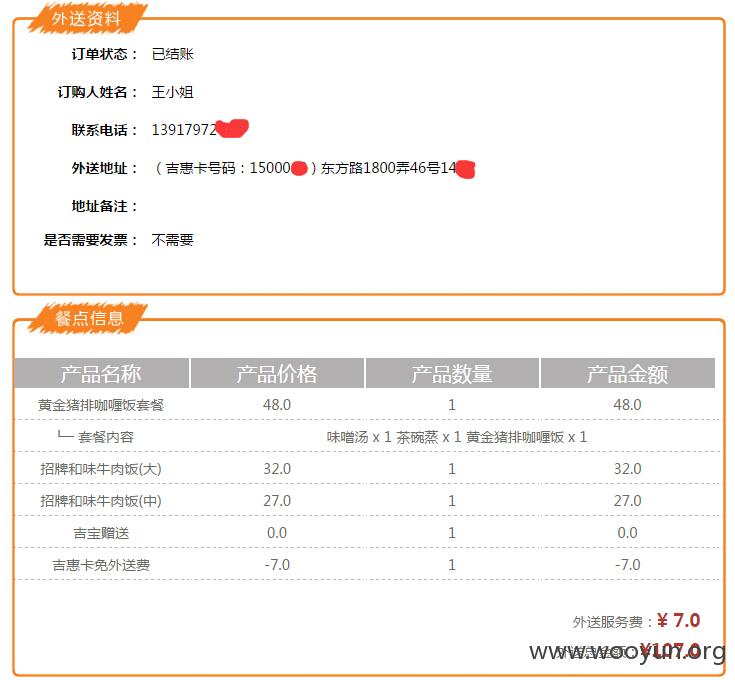 外送资料
订单状态： 已结账
订购人姓名： 王小姐
联系电话： 13917972
外送地址： （吉惠卡号码：15000）东方路1800弄46号14
地址备注：
是否需要发票： 不需要
餐点信息
产品名称 产品价格 产品数量 产品金额
黄金猪排咖喱饭套餐 48.0 1 48.0
└─ 套餐内容 味噌汤 x 1 茶碗蒸 x 1 黄金猪排咖喱饭 x 1
招牌和味牛肉饭(大) 32.0 1 32.0
招牌和味牛肉饭(中) 27.0 1 27.0
吉宝赠送 0.0 1 0.0
吉惠卡免外送费 -7.0 1 -7.0
外送服务费：¥ 7.0
¥107.0
www.wooyun.org